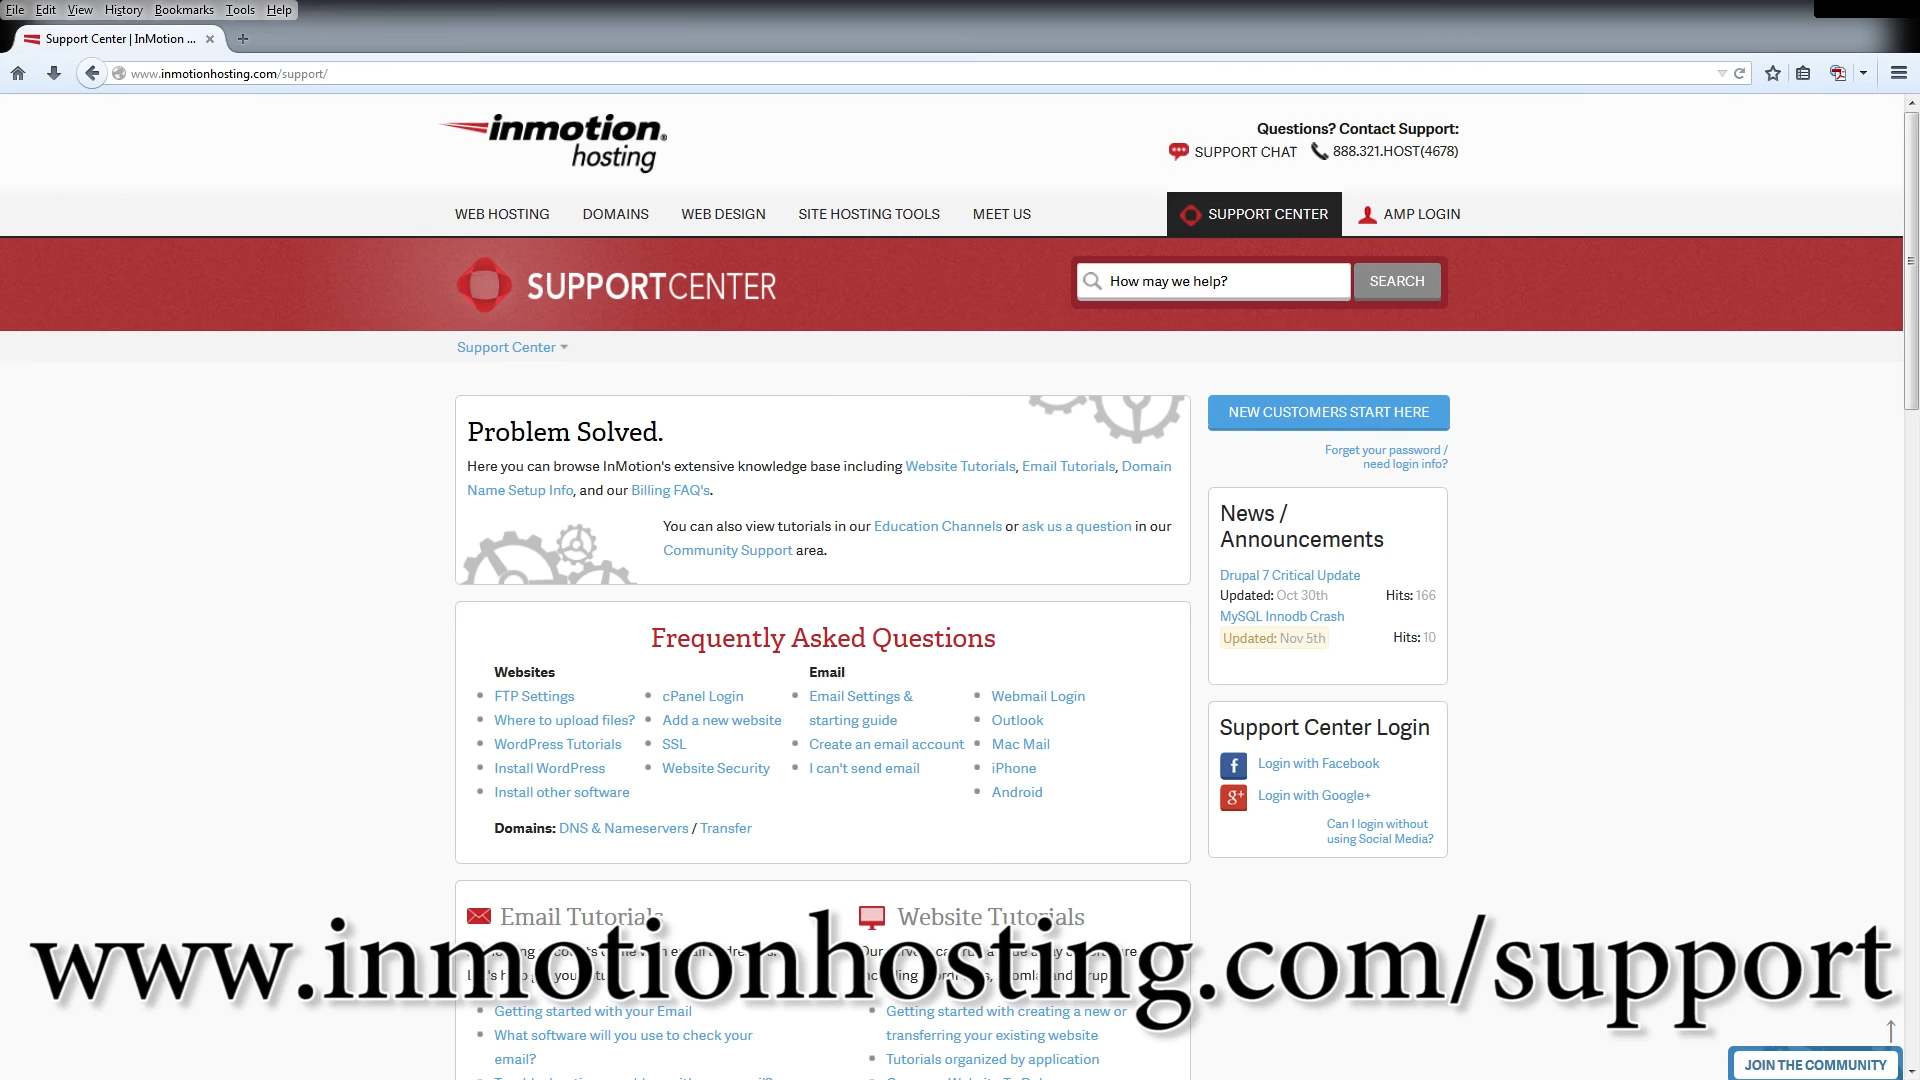 File Edit View History Bookmarks Tools Help
Support Center | InMotion ...
www.inmotionhosting.com/support/
inmotion®
hosting
Questions? Contact Support:
SUPPORT CHAT 888.321.HOST(4678)
WEB HOSTING DOMAINS WEB DESIGN SITE HOSTING TOOLS MEET US SUPPORT CENTER AMP LOGIN
SUPPORTCENTER
How may we help? SEARCH
Support Center
Problem Solved.
Here you can browse InMotion's extensive knowledge base including Website Tutorials, Email Tutorials, Domain
Name Setup Info, and our Billing FAQ's.
You can also view tutorials in our Education Channels or ask us a question in our
Community Support area.
NEW CUSTOMERS START HERE
Forget your password /
need login info?
News /
Announcements
Drupal 7 Critical Update
Updated: Oct 30th Hits: 166
MySQL Innodb Crash
Updated: Nov 5th Hits: 10
Frequently Asked Questions
Websites
FTP Settings
Where to upload files?
WordPress Tutorials
Install WordPress
Install other software
cPanel Login
Add a new website
SSL
Website Security
Email
Email Settings &
starting guide
Create an email account
I can't send email
Webmail Login
Outlook
Mac Mail
iPhone
Android
Domains: DNS & Nameservers / Transfer
Support Center Login
f Login with Facebook
g+ Login with Google+
Can I login without
using Social Media?
Email Tutorials
Getting started with your Email
What software will you use to check your
email?
Website Tutorials
Getting started with creating a new or
transferring your existing website
Tutorials organized by application
www.inmotionhosting.com/support
JOIN THE COMMUNITY